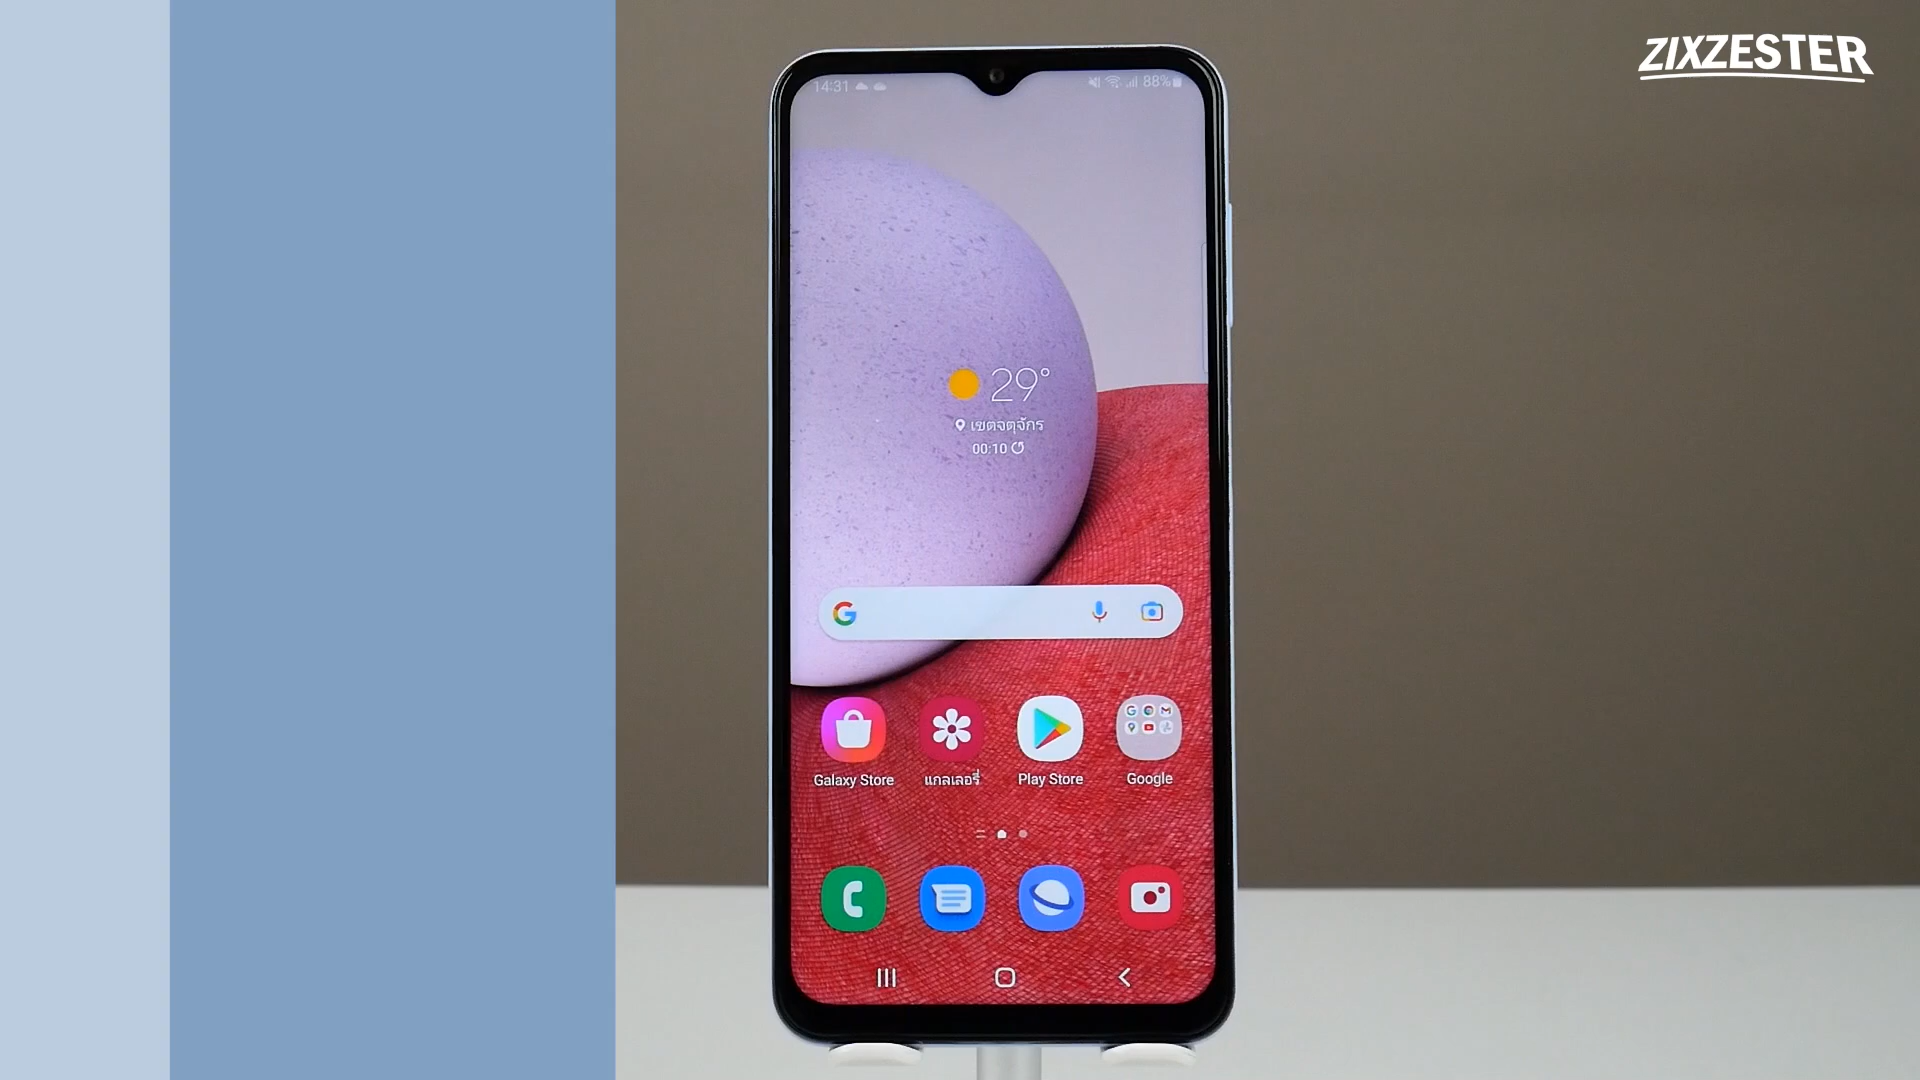 ZIXZESTER
14:31
88%
29°
เขตจตุจักร
00:10
Galaxy Store
แกลเลอรี่
Play Store
Google